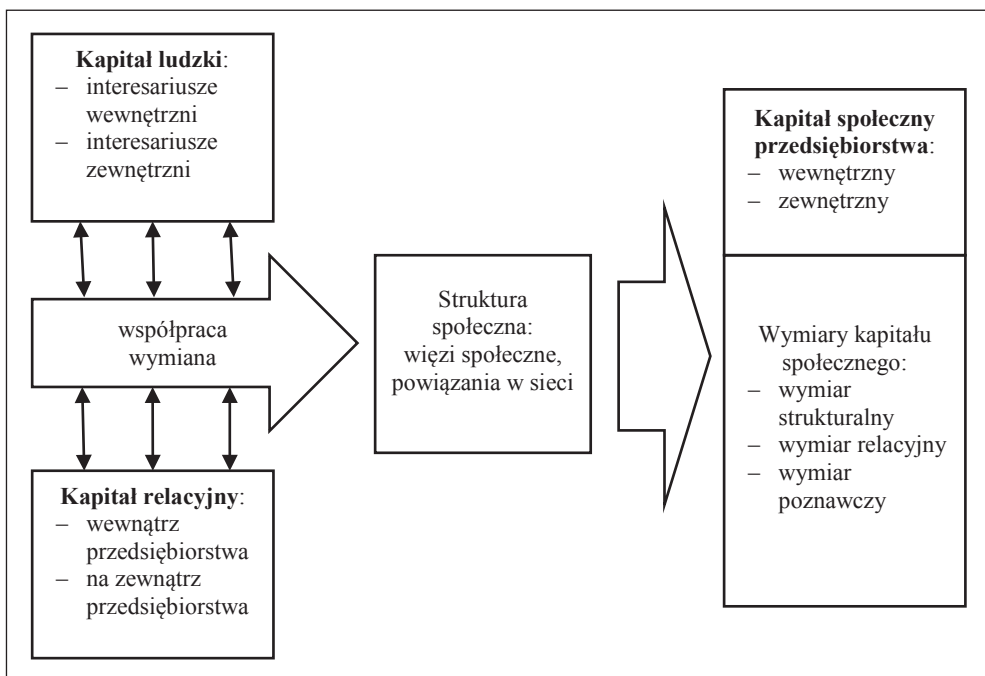 Kapitał ludzki:
– interesariusze
wewnętrzni
– interesariusze
zewnętrzni
współpraca
wymiana
Kapitał relacyjny:
– wewnątrz
przedsiębiorstwa
– na zewnątrz
przedsiębiorstwa
Struktura
społeczna:
więzi społeczne,
powiązania w sieci
Kapitał społeczny
przedsiębiorstwa:
– wewnętrzny
– zewnętrzny
Wymiary kapitału
społecznego:
– wymiar
strukturalny
– wymiar relacyjny
– wymiar
poznawczy